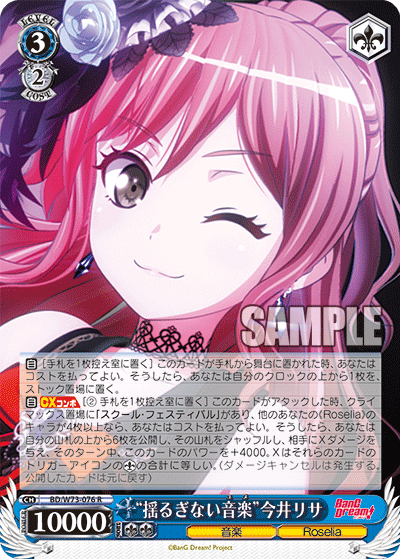 LEVEL
3
2
COST
SAMPLE
自 [手札を1枚控え室に置く] このカードが手札から舞台に置かれた時、あなたは
コストを払ってよい。そうしたら、あなたは自分のクロックの上から1枚を、
ストック置場に置く。
自 CXコンボ [② 手札を1枚控え室に置く] このカードがアタックした時、クライ
マックス置場に「スクール・フェスティバル」があり、他のあなたの《Roselia》の
キャラが4枚以上なら、あなたはコストを払ってよい。そうしたら、あなたは自
分の山札の上から6枚を公開し、その山札をシャッフルし、相手にXダメージを
与え、そのターン中、このカードのパワーを+4000。Xはそれらのカードの
トリガーアイコンの の合計に等しい。(ダメージキャンセルは発生する。
公開したカードは元に戻す)
CH BD/W73-076 R
10000
“揺るぎない音楽”今井リサ
BanG Dream!
音楽
Roselia
©BanG Dream! Project